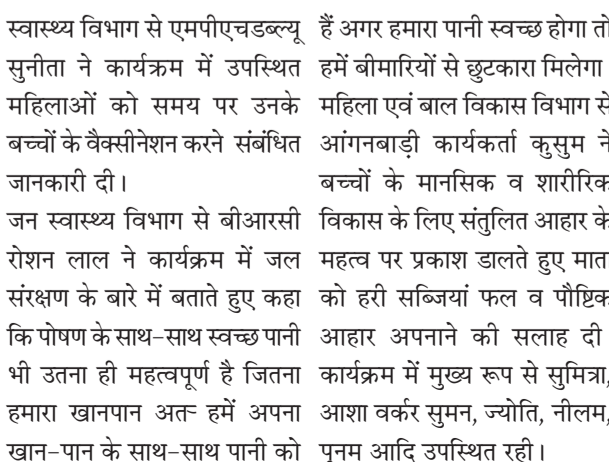 स्वास्थ्य विभाग से एमपीएचडब्ल्यू
सुनीता ने कार्यक्रम में उपस्थित
महिलाओं को समय पर उनके
बच्चों के वैक्सीनेशन करने संबंधित
जानकारी दी।
जन स्वास्थ्य विभाग से बीआरसी
रोशन लाल ने कार्यक्रम में जल
संरक्षण के बारे में बताते हुए कहा
कि पोषण के साथ-साथ स्वच्छ पानी
भी उतना ही महत्वपूर्ण है जितना
हमारा खानपान अत हमें अपना
खान-पान के साथ-साथ पानी को
हैं अगर हमारा पानी स्वच्छ होगा तो
हमें बीमारियों से छुटकारा मिलेगा
महिला एवं बाल विकास विभाग से
आंगनबाड़ी कार्यकर्ता कुसुम ने
बच्चों के मानसिक व शारीरिक
विकास के लिए संतुलित आहार के
महत्व पर प्रकाश डालते हुए माता
को हरी सब्जियां फल व पौष्टिक
आहार अपनाने की सलाह दी
कार्यक्रम में मुख्य रूप से सुमित्रा,
आशा वर्कर सुमन, ज्योति, नीलम,
पूनम आदि उपस्थित रही।